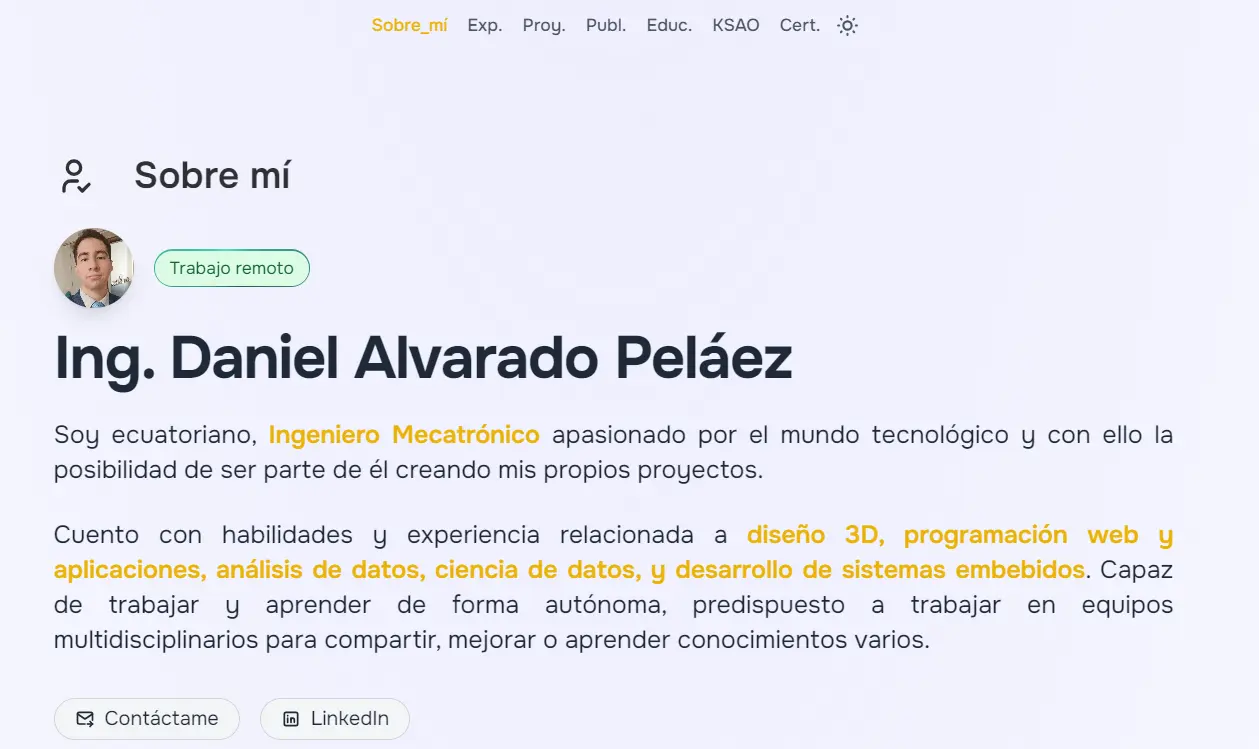 Sobre_mí Exp. Proy. Publ. Educ. KSAO Cert.
Sobre mí
Trabajo remoto
Ing. Daniel Alvarado Peláez
Soy ecuatoriano, Ingeniero Mecatrónico apasionado por el mundo tecnológico y con ello la
posibilidad de ser parte de él creando mis propios proyectos.
Cuento con habilidades y experiencia relacionada a diseño 3D, programación web y
aplicaciones, análisis de datos, ciencia de datos, y desarrollo de sistemas embebidos. Capaz
de trabajar y aprender de forma autónoma, predispuesto a trabajar en equipos
multidisciplinarios para compartir, mejorar o aprender conocimientos varios.
Contáctame LinkedIn